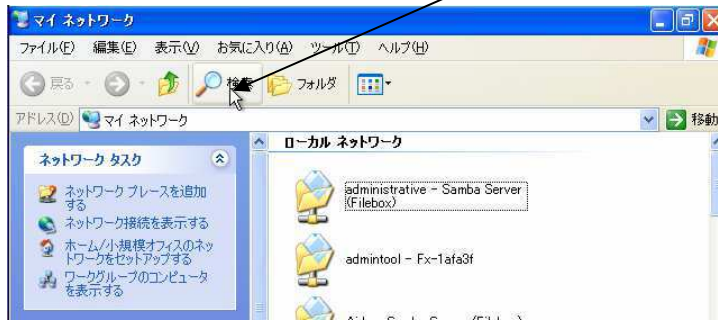 マイ ネットワーク
ファイル(F) 編集(E) 表示(V) お気に入り(A) ツール(T) ヘルプ(H)
戻る 検索 フォルダ
アドレス(D) マイ ネットワーク 移動
ネットワーク タスク
ネットワーク プレースを追加
する
ネットワーク接続を表示する
ホーム/小規模オフィスのネッ
トワークをセットアップする
ワークグループのコンピュータ
を表示する
ローカル ネットワーク
administrative - Samba Server
(Filebox)
admintool - Fx-1afa3f